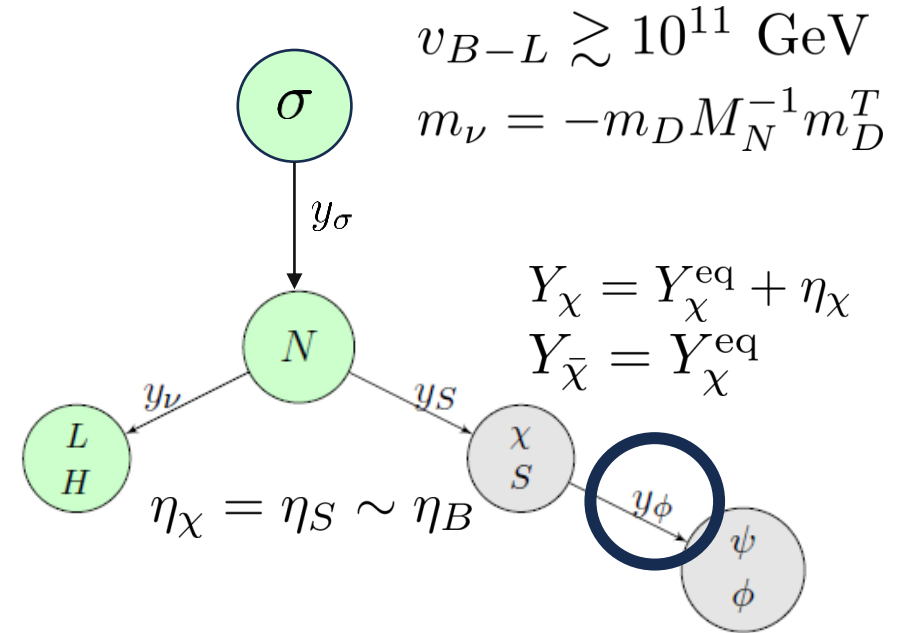 v_{B-L} ≳ 10^{11} GeV
σ
m_ν = −m_D M_N^{-1} m_D^T
y_σ
Y_χ = Y_χ^{eq} + η_χ
N
Y_{χ̄} = Y_χ^{eq}
y_ν
y_S
L
H
χ
S
η_χ = η_S ∼ η_B
y_ϕ
ψ
ϕ